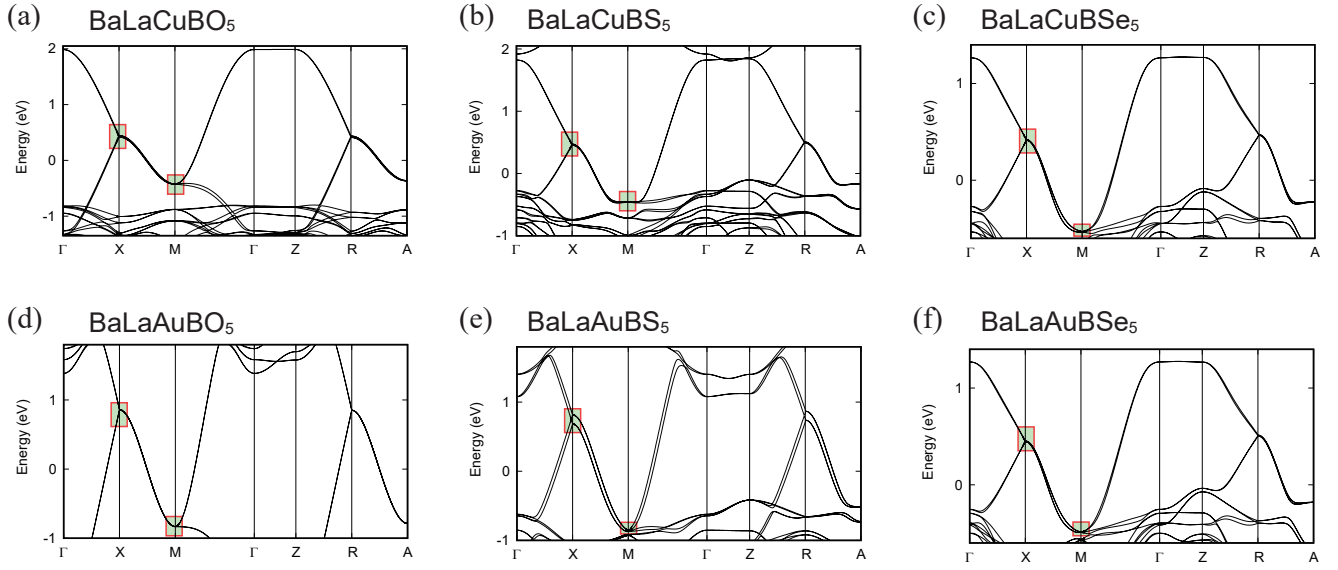 (a) BaLaCuBO5
2
1
0
-1
Energy (eV)
Γ X M Γ Z R A
(b) BaLaCuBS5
2
1
0
-1
Energy (eV)
Γ X M Γ Z R A
(c) BaLaCuBSe5
1
0
Energy (eV)
Γ X M Γ Z R A
(d) BaLaAuBO5
1
0
-1
Energy (eV)
Γ X M Γ Z R A
(e) BaLaAuBS5
1
0
-1
Energy (eV)
Γ X M Γ Z R A
(f) BaLaAuBSe5
1
0
Energy (eV)
Γ X M Γ Z R A